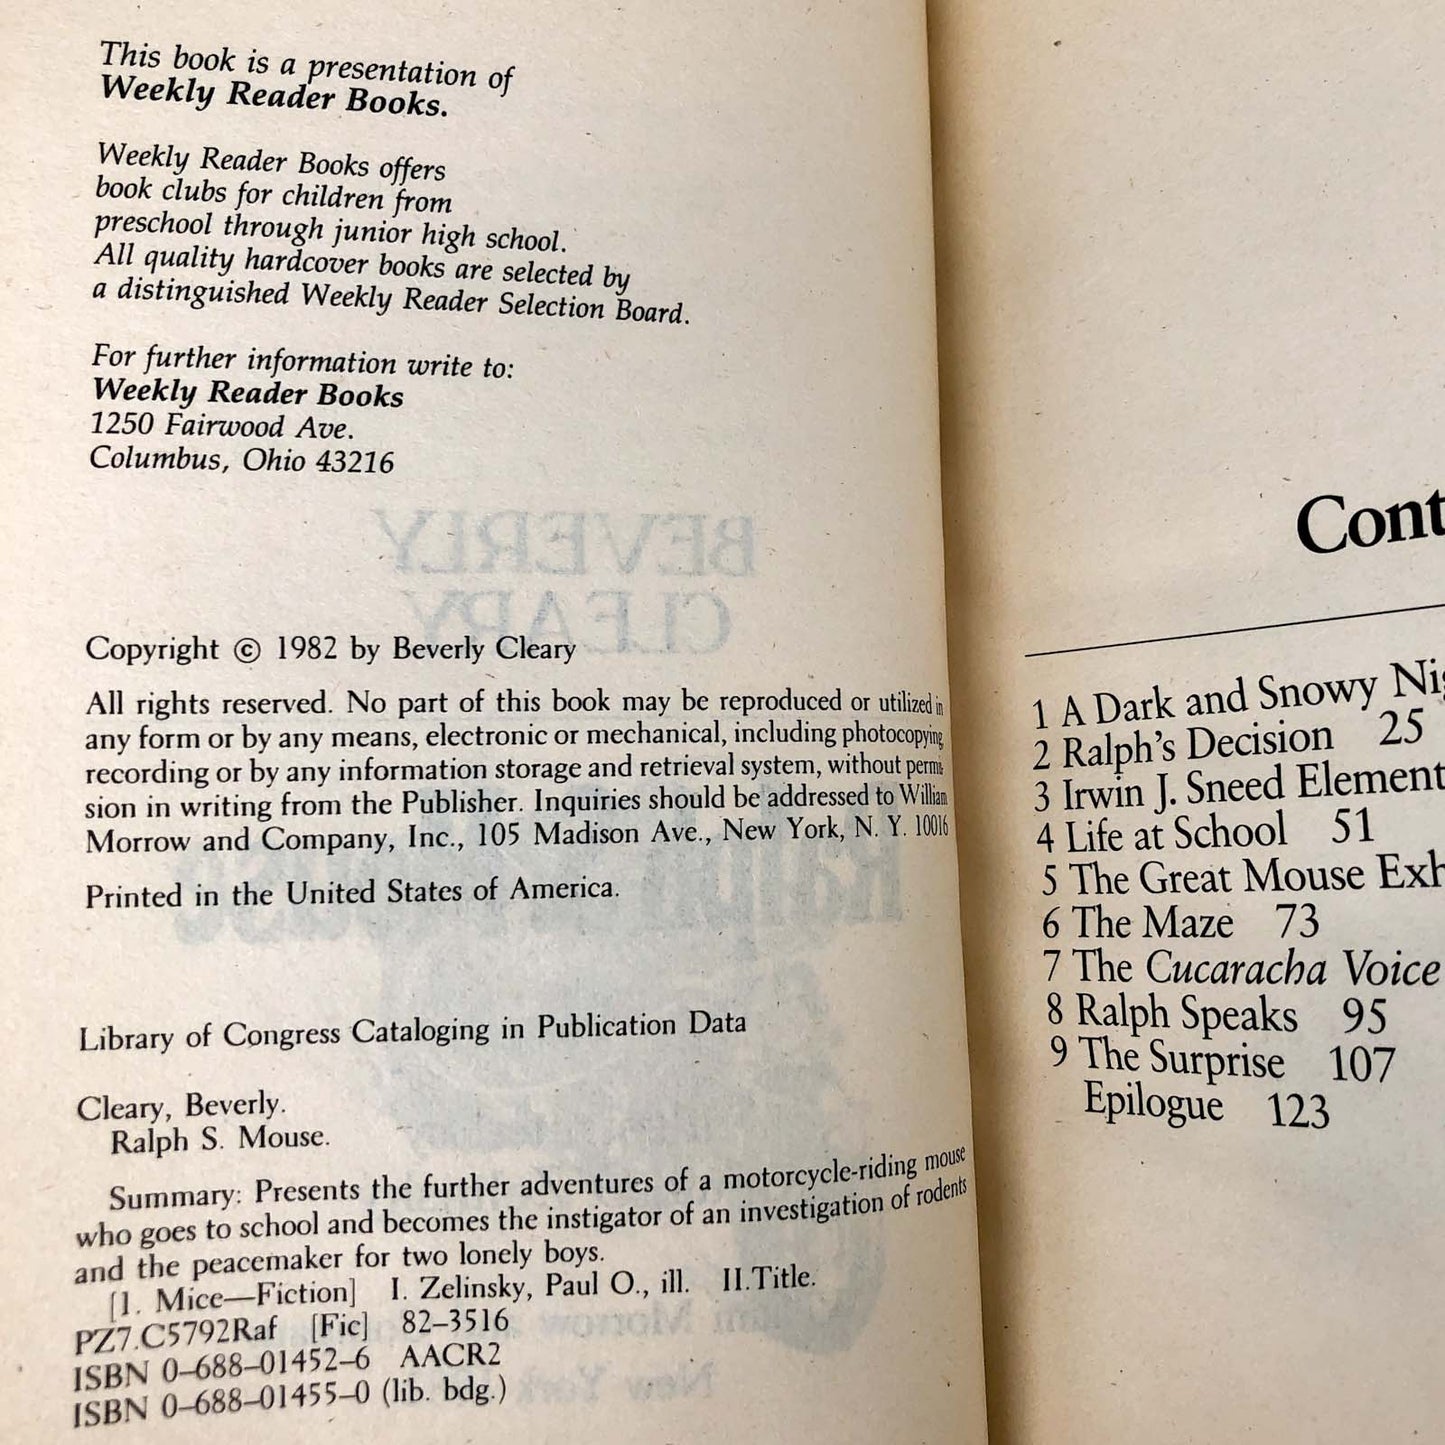 This book is a presentation of
Weekly Reader Books.
Weekly Reader Books offers
book clubs for children from
preschool through junior high school.
All quality hardcover books are selected by
a distinguished Weekly Reader Selection Board.
For further information write to:
Weekly Reader Books
1250 Fairwood Ave.
Columbus, Ohio 43216
BEVERLY
CLEARY
Copyright © 1982 by Beverly Cleary
All rights reserved. No part of this book may be reproduced or utilized in
any form or by any means, electronic or mechanical, including photocopying
recording or by any information storage and retrieval system, without permis-
sion in writing from the Publisher. Inquiries should be addressed to William
Morrow and Company, Inc., 105 Madison Ave., New York, N. Y. 10016
Printed in the United States of America.
Library of Congress Cataloging in Publication Data
Cleary, Beverly.
Ralph S. Mouse.
Summary: Presents the further adventures of a motorcycle-riding mouse
who goes to school and becomes the instigator of an investigation of rodents
and the peacemaker for two lonely boys.
[1. Mice—Fiction] I. Zelinsky, Paul O., ill. II.Title.
PZ7.C5792Raf [Fic] 82–3516
ISBN 0–688–01452–6 AACR2
ISBN 0–688–01455–0 (lib. bdg.)
Cont
1 A Dark and Snowy Nig
2 Ralph's Decision 25
3 Irwin J. Sneed Element
4 Life at School 51
5 The Great Mouse Exh
6 The Maze 73
7 The Cucaracha Voice
8 Ralph Speaks 95
9 The Surprise 107
Epilogue 123